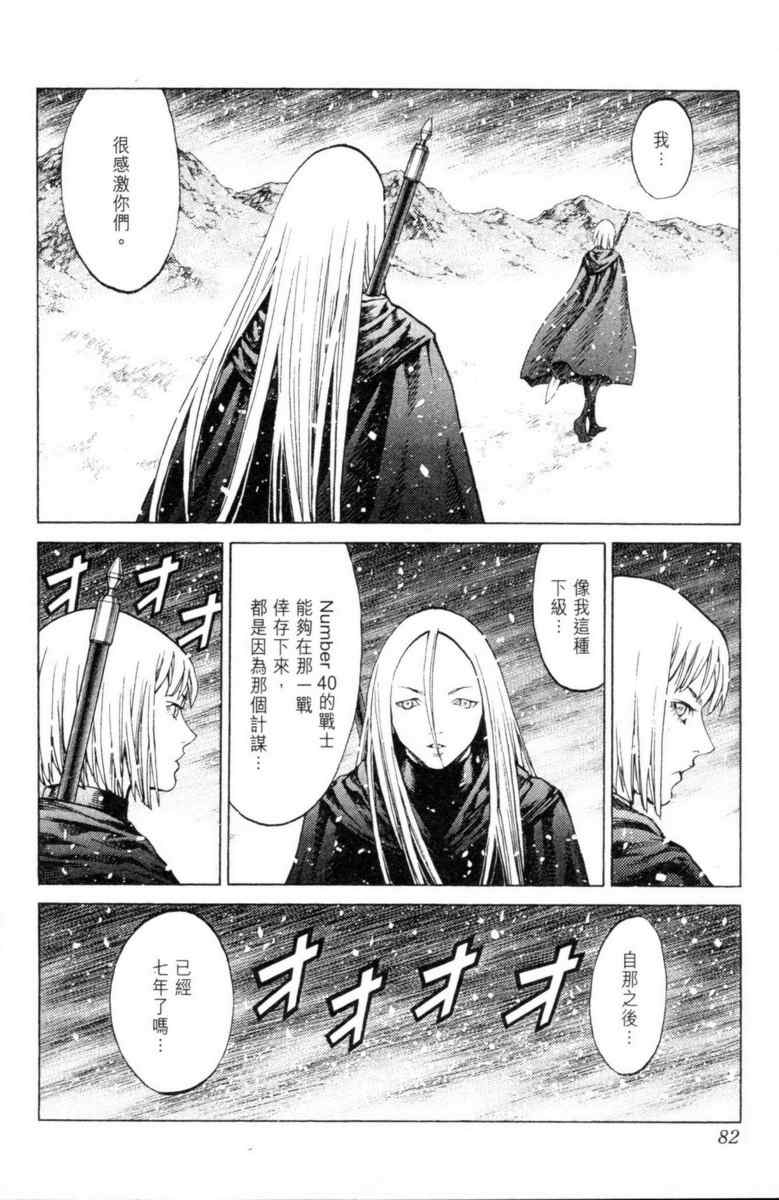 我…
很感激你們。
像我這種
下級…
Number 40的戰士
能夠在那一戰
倖存下來，
都是因為那個計謀…
オオオ
自那之後…
オオオオ
已經
七年了嗎…
82